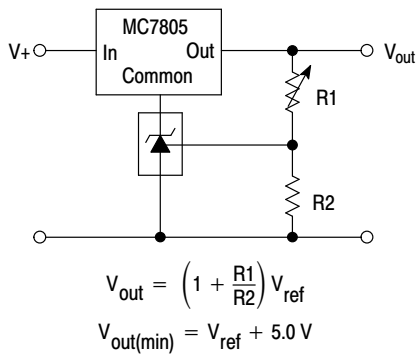 MC7805
V+ In Out Vout
Common
R1
R2
Vout = (1 + R1/R2) Vref
Vout(min) = Vref + 5.0 V